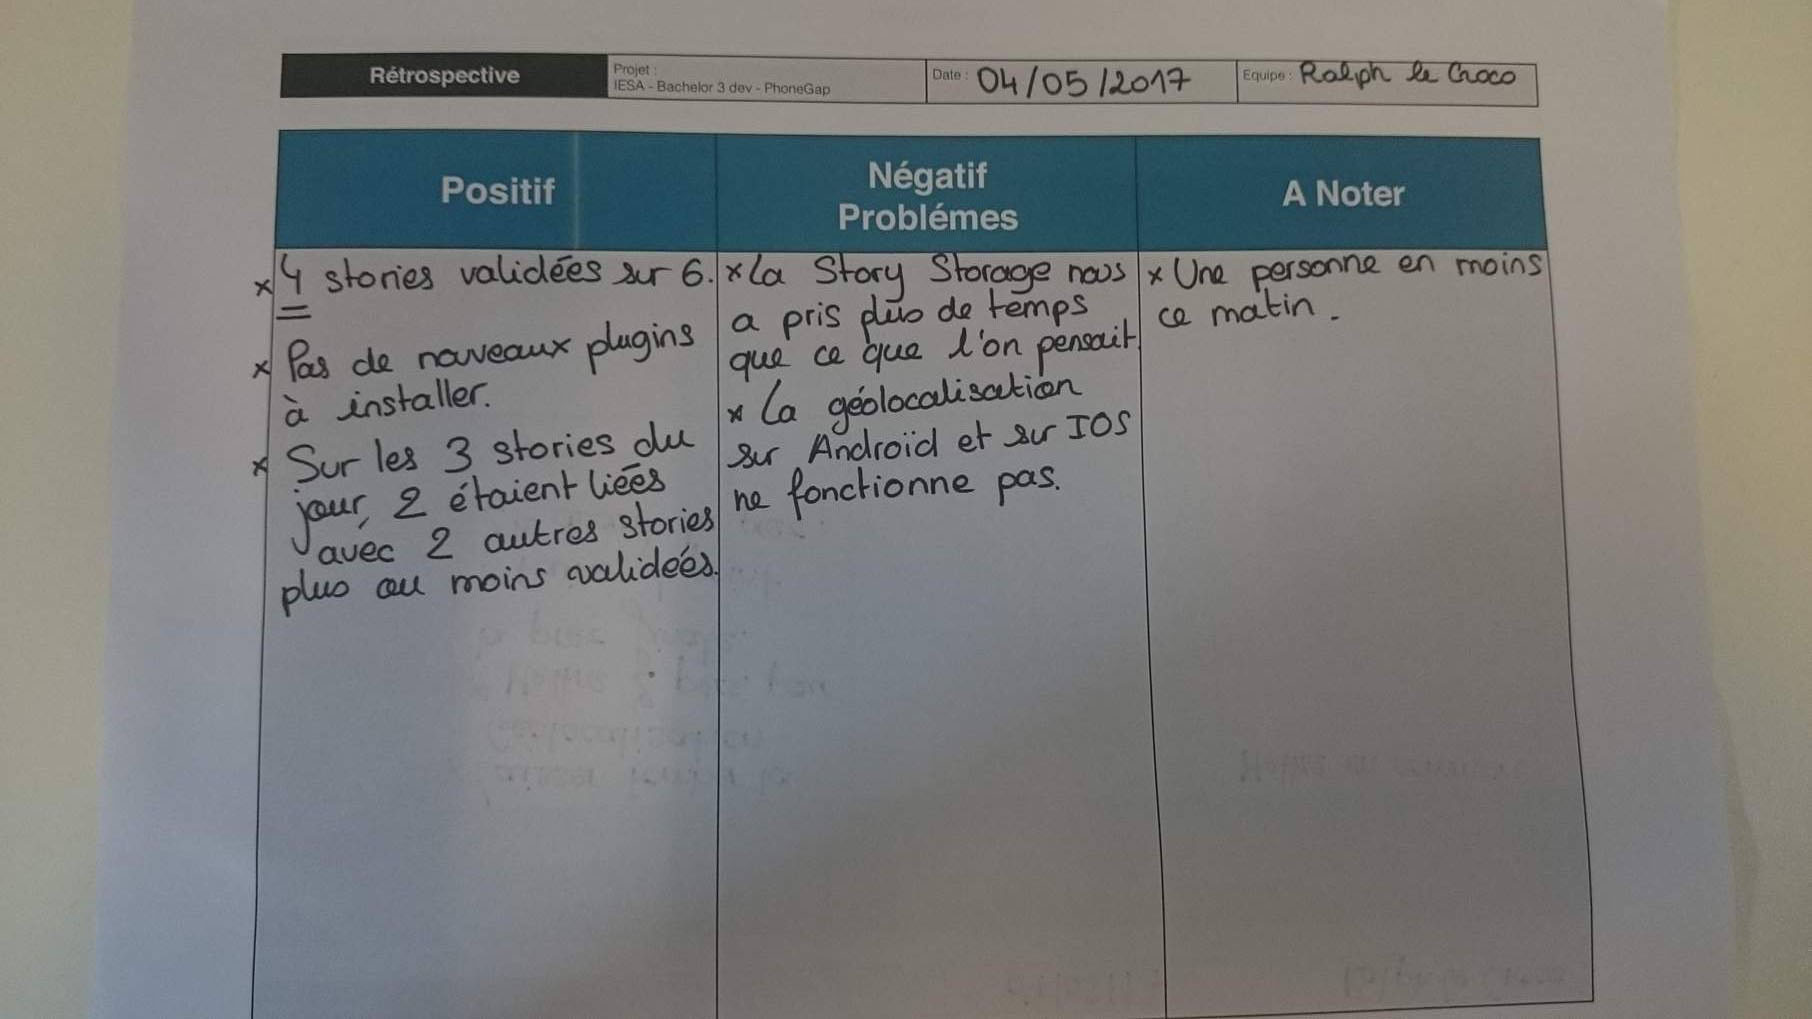 Rétrospective
Projet :
IESA - Bachelor 3 dev - PhoneGap
Date : 04/05/2017
Equipe : Ralph le Croco
Positif
Négatif
Problémes
A Noter
x 4 stories validées sur 6.
x Pas de nouveaux plugins
à installer.
x Sur les 3 stories du
jour, 2 étaient liées
avec 2 autres stories
plus ou moins validées.
x La Story Storage nous
a pris plus de temps
que ce que l'on pensait.
x La géolocalisation
sur Androïd et sur IOS
ne fonctionne pas.
x Une personne en moins
ce matin.